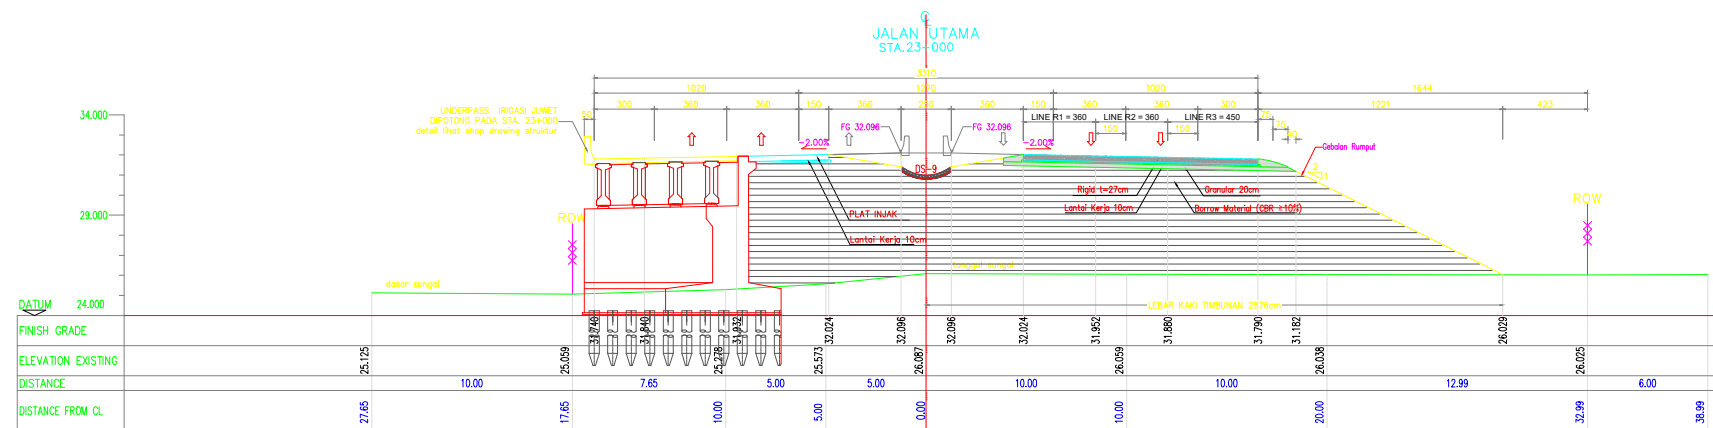 JALAN UTAMA
STA.23+000
3310
1020
1020
1644
300
360
360
150
360
260
360
150
360
360
300
1221
423
50
UNDERPASS IRIGASI JUWET
DIPOTONG PADA STA. 23+000
detail lihat shop drawing struktur
34.000
FG 32.096
FG 32.096
LINE R1 = 360
LINE R2 = 360
LINE R3 = 450
150
150
-2.00%
-2.00%
Gebalan Rumput
DS-9
Rigid t=27cm
Granular 20cm
ROW
29.000
PLAT INJAK
Lantai Kerja 10cm
Borrow Material (CBR ≥10%)
ROW
Lantai Kerja 10cm
tanggul sungai
dasar sungai
DATUM 24.000
LEBAR KAKI TIMBUNAN 2876cm
FINISH GRADE
31.740
31.840
31.932
32.024
32.096
32.096
32.024
31.952
31.880
31.790
31.182
26.029
ELEVATION EXISTING
25.125
25.059
25.278
25.573
26.087
26.059
26.038
26.025
DISTANCE
10.00
7.65
5.00
5.00
10.00
10.00
12.99
6.00
DISTANCE FROM CL
27.65
17.65
10.00
5.00
0.00
10.00
20.00
32.99
38.99